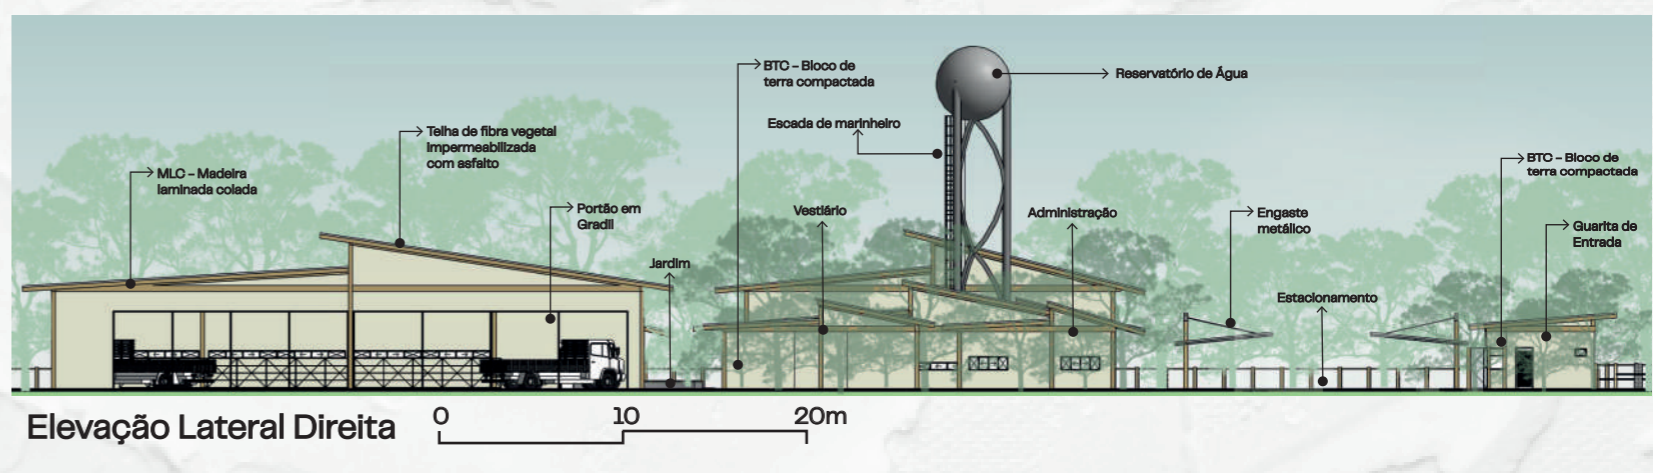 BTC - Bloco de
terra compactada
Reservatório de Água
Escada de marinheiro
Telha de fibra vegetal
impermeabilizada
com asfalto
MLC - Madeira
laminada colada
BTC - Bloco de
terra compactada
Portão em
Gradil
Vestiário
Administração
Engaste
metálico
Guarita de
Entrada
Jardim
Estacionamento
Elevação Lateral Direita
0 10 20m